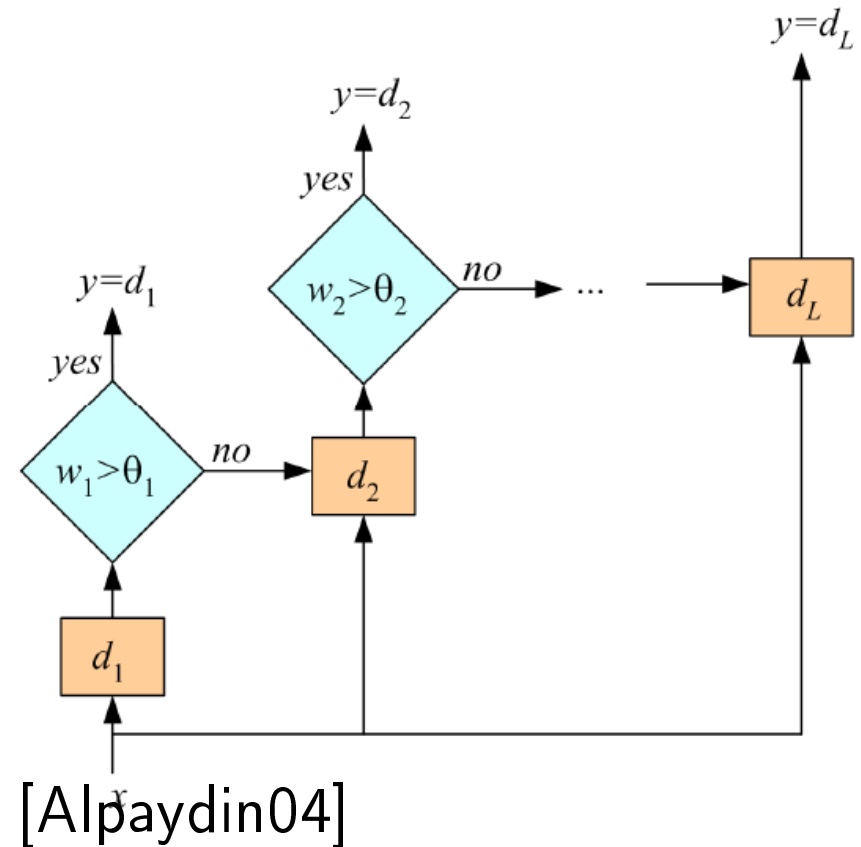 y=d_L
y=d_2
yes
w_2>θ_2
no
...
d_L
y=d_1
yes
w_1>θ_1
no
d_2
d_1
x
[Alpaydin04]